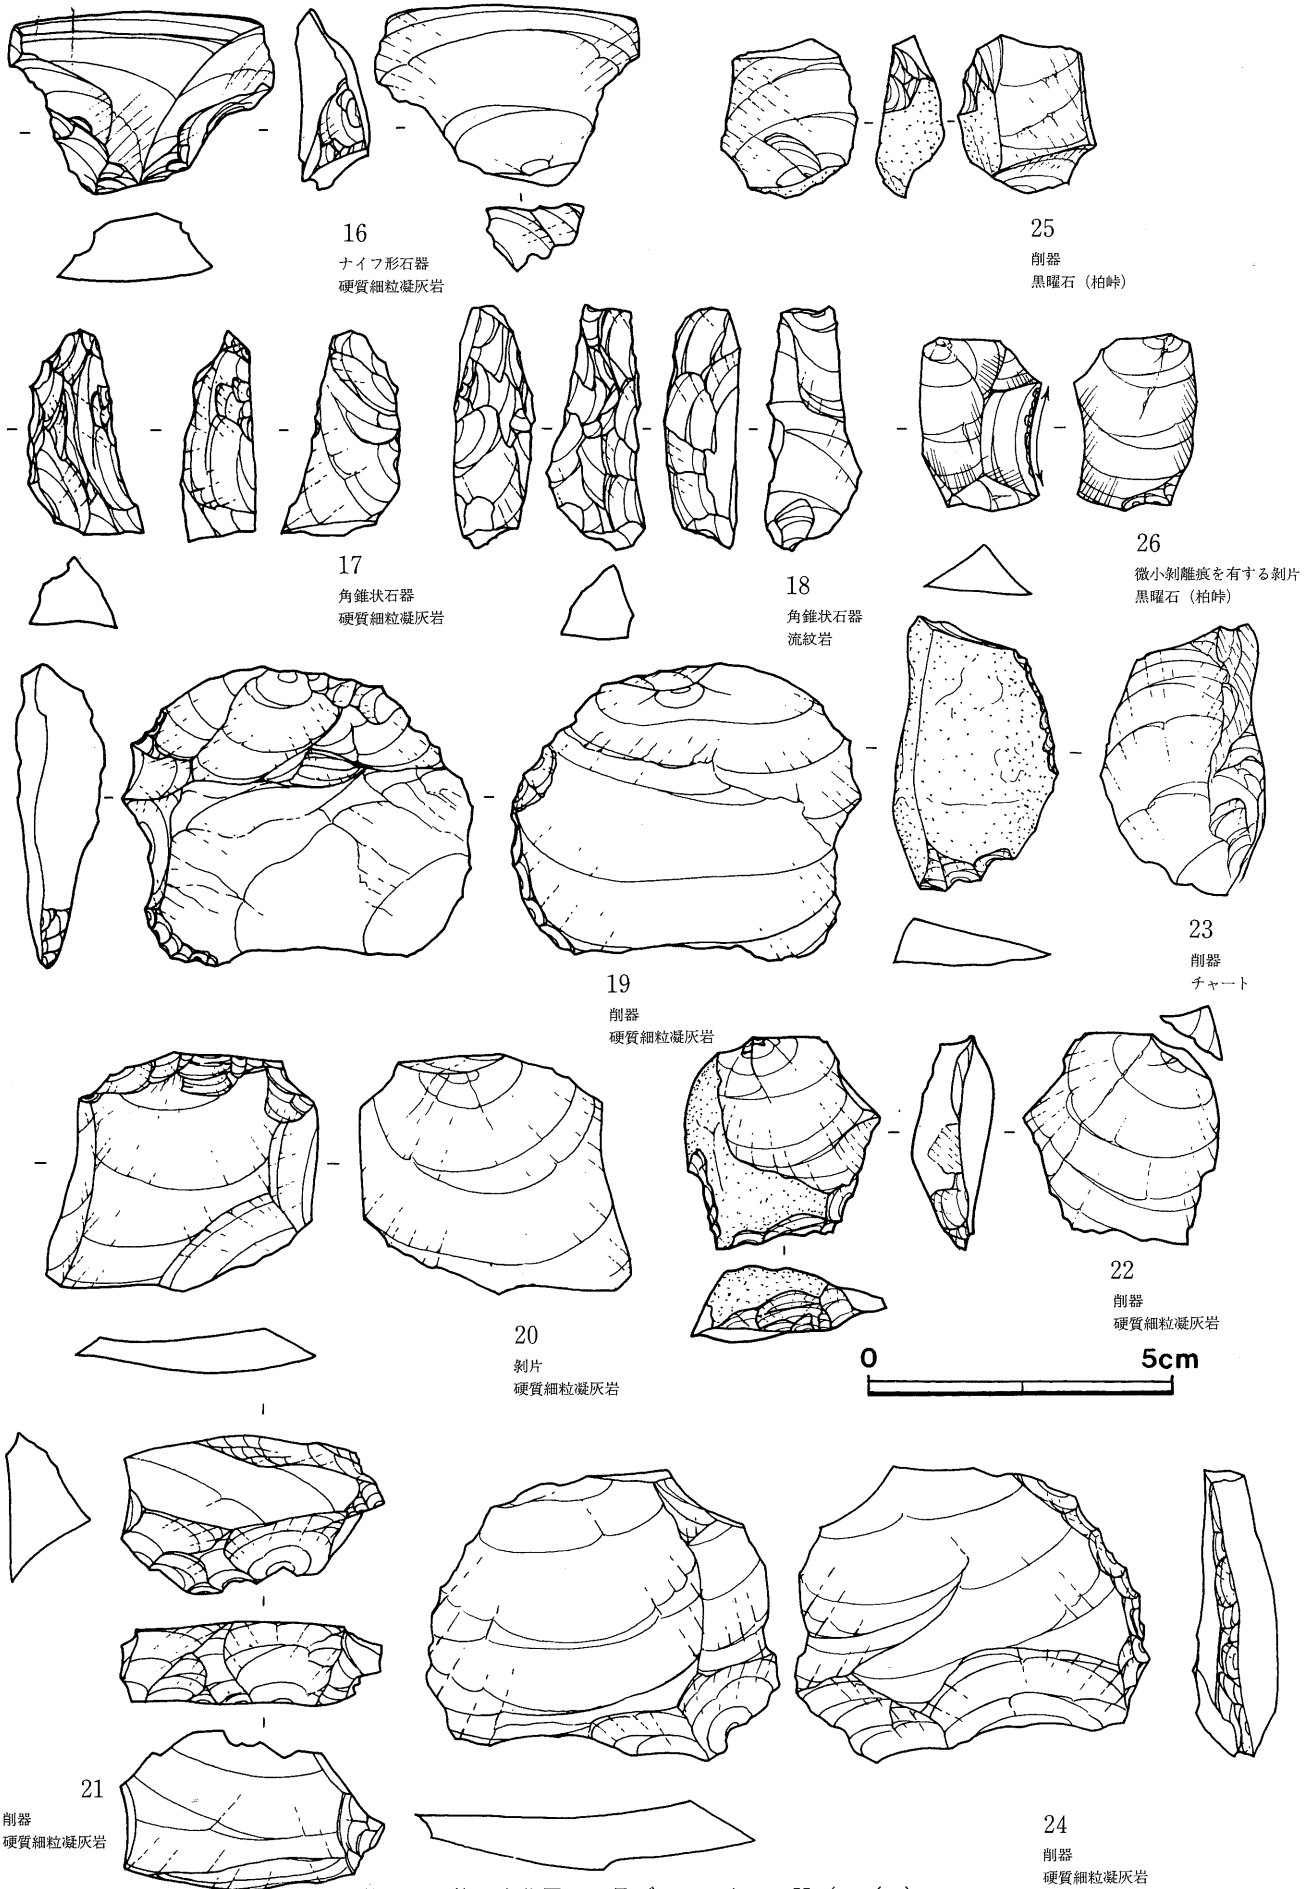 16
ナイフ形石器
硬質細粒凝灰岩
25
削器
黒曜石（柏峠）
17
角錐状石器
硬質細粒凝灰岩
18
角錐状石器
流紋岩
26
微小剝離痕を有する剝片
黒曜石（柏峠）
19
削器
硬質細粒凝灰岩
23
削器
チャート
20
剝片
硬質細粒凝灰岩
22
削器
硬質細粒凝灰岩
0 5cm
21
削器
硬質細粒凝灰岩
24
削器
硬質細粒凝灰岩